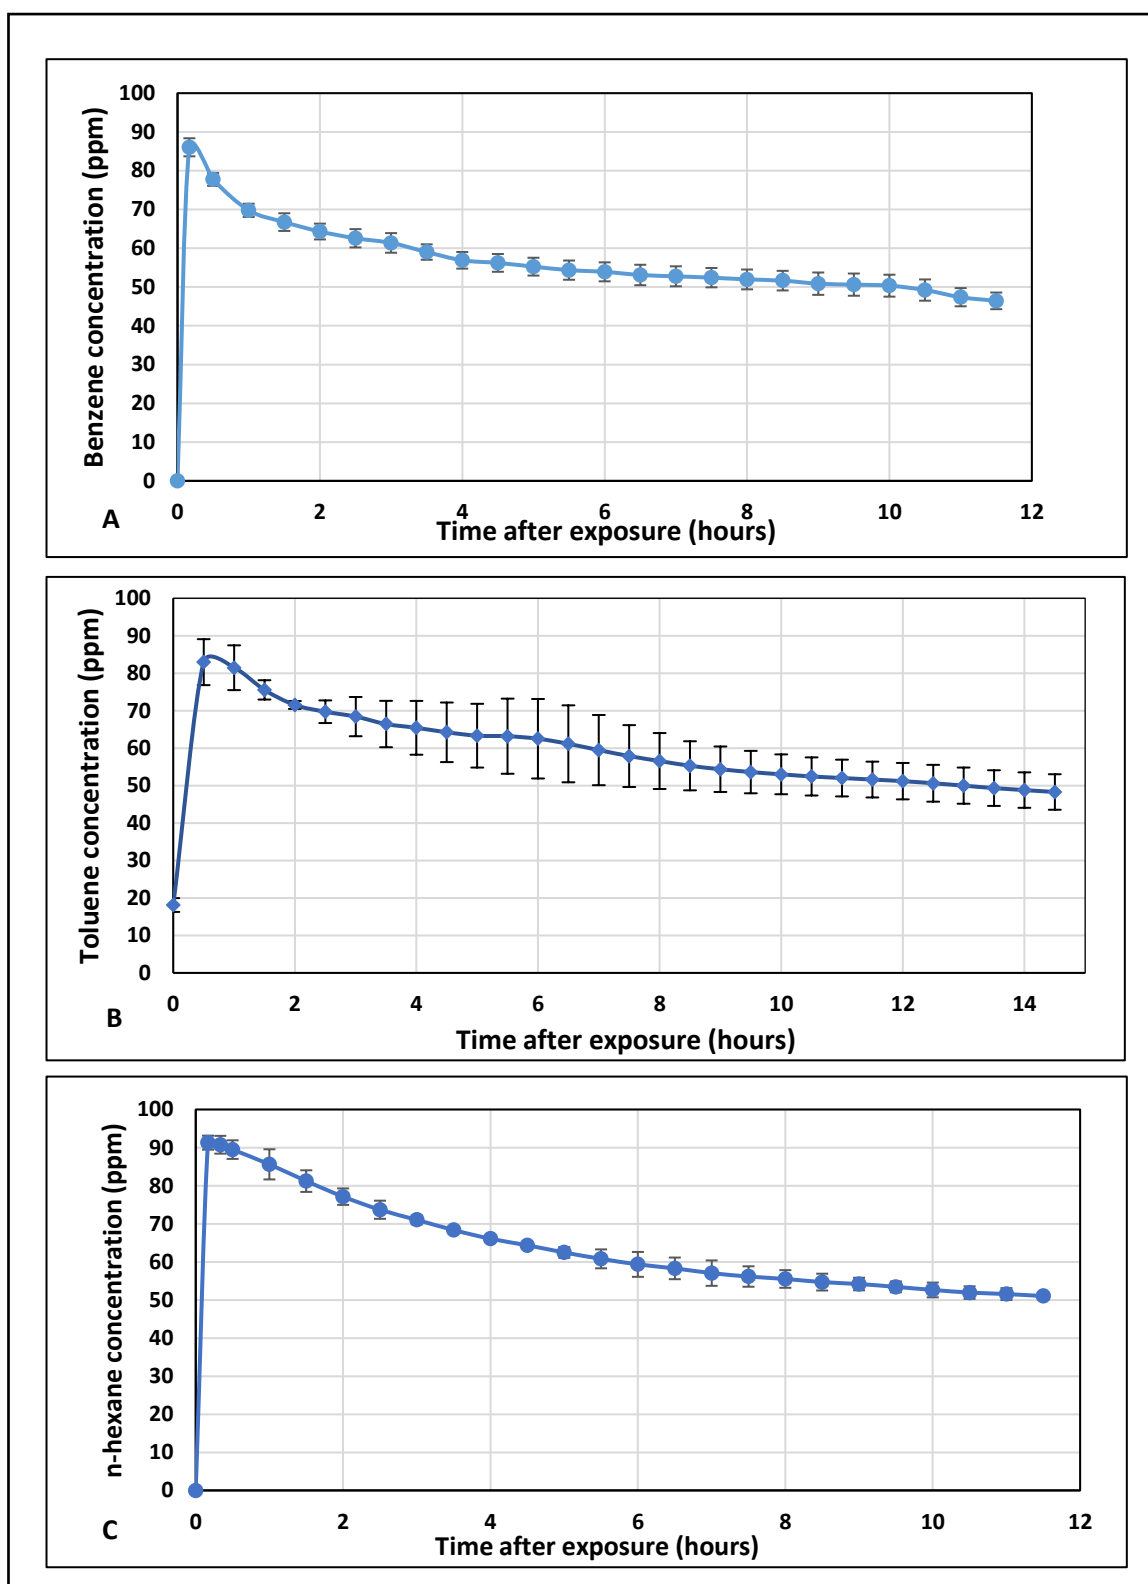 Benzene concentration (ppm)
100
90
80
70
60
50
40
30
20
10
0
0 2 4 6 8 10 12
A
Time after exposure (hours)
Toluene concentration (ppm)
100
90
80
70
60
50
40
30
20
10
0
0 2 4 6 8 10 12 14
B
Time after exposure (hours)
n-hexane concentration (ppm)
100
90
80
70
60
50
40
30
20
10
0
0 2 4 6 8 10 12
C
Time after exposure (hours)